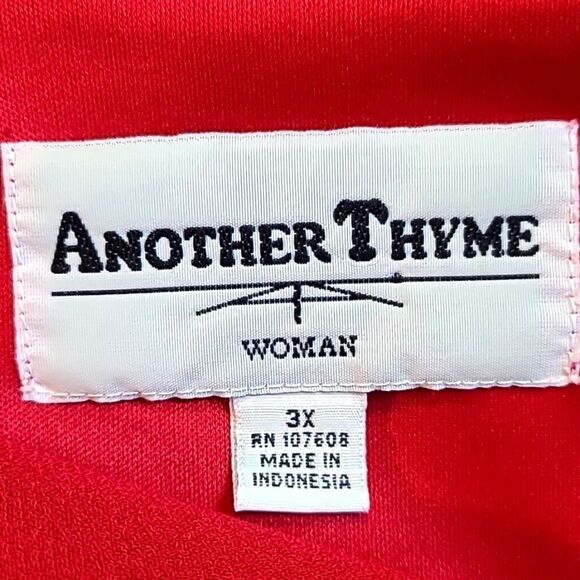 ANOTHER THYME
WOMAN
3X
RN 107608
MADE IN
INDONESIA